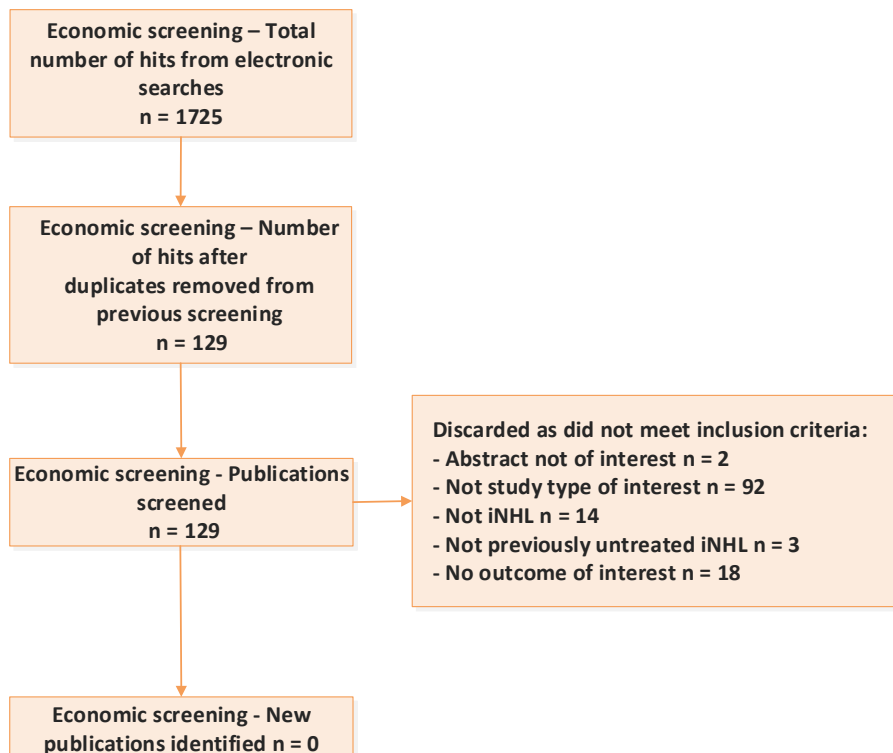 Economic screening – Total
number of hits from electronic
searches
n = 1725
Economic screening – Number
of hits after
duplicates removed from
previous screening
n = 129
Economic screening - Publications
screened
n = 129
Discarded as did not meet inclusion criteria:
- Abstract not of interest n = 2
- Not study type of interest n = 92
- Not iNHL n = 14
- Not previously untreated iNHL n = 3
- No outcome of interest n = 18
Economic screening - New
publications identified n = 0